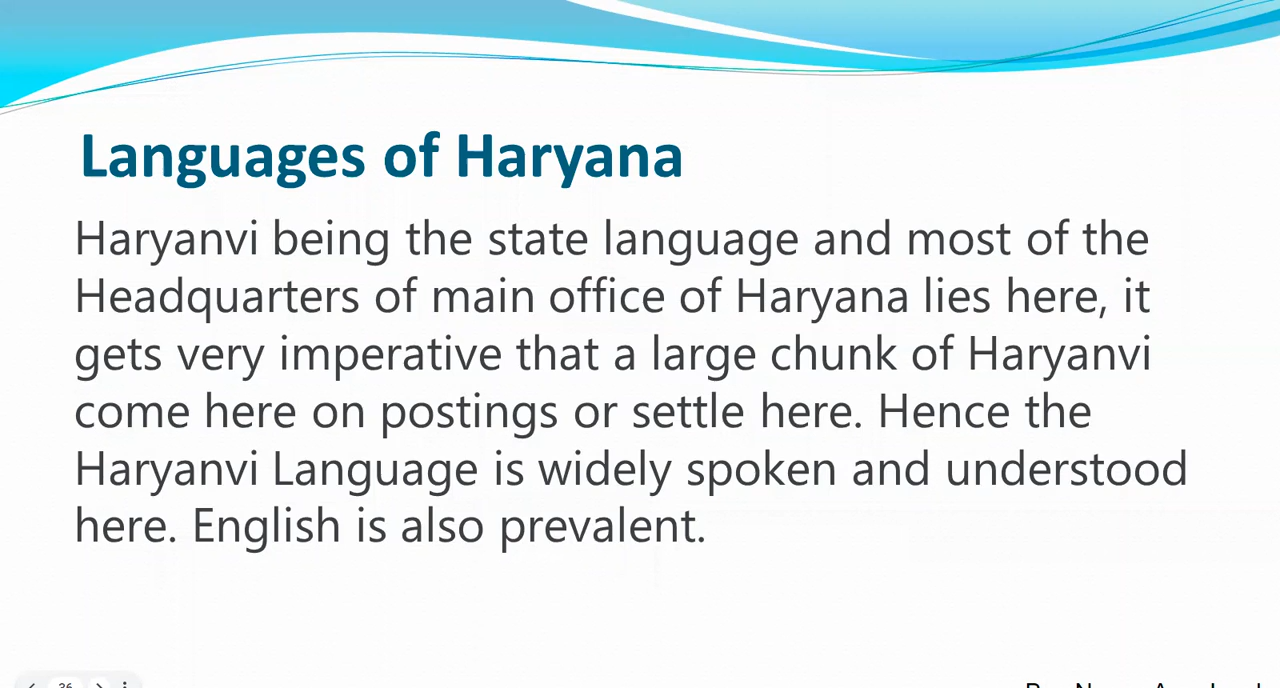 Languages of Haryana
Haryanvi being the state language and most of the
Headquarters of main office of Haryana lies here, it
gets very imperative that a large chunk of Haryanvi
come here on postings or settle here. Hence the
Haryanvi Language is widely spoken and understood
here. English is also prevalent.